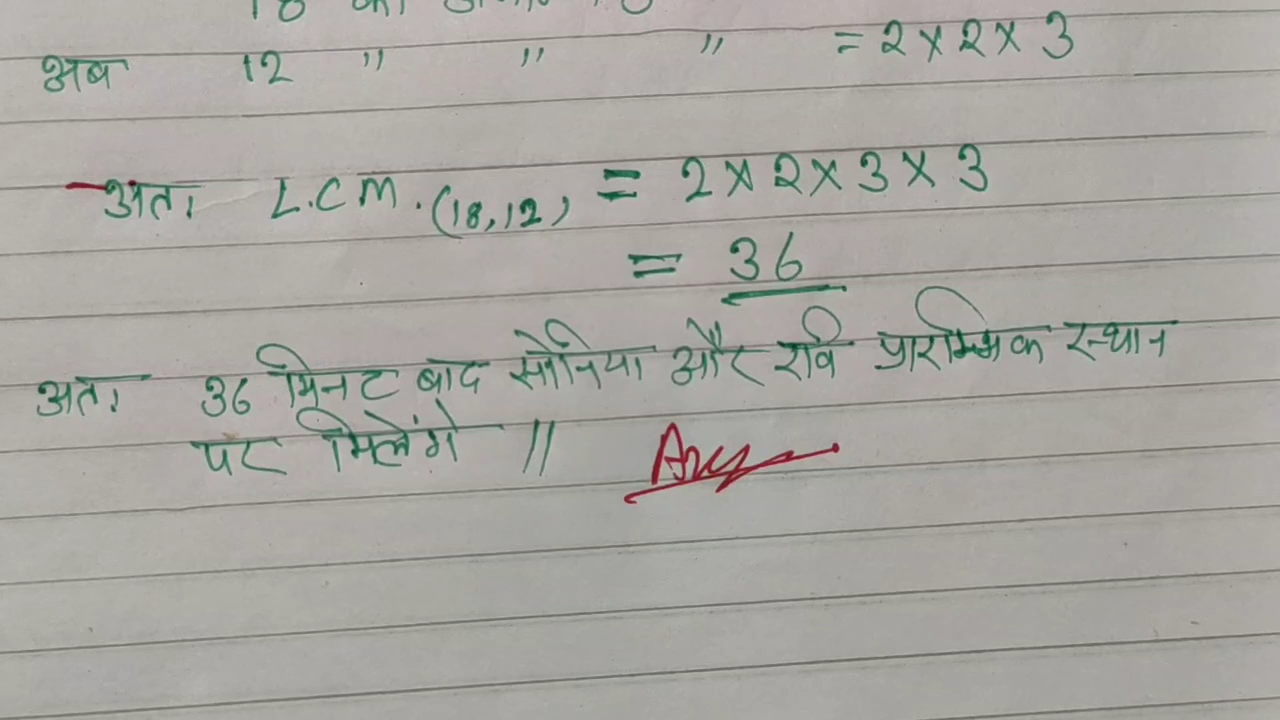 18 का
अब 12 " " " = 2 × 2 × 3
अतः L.C.M. (18, 12) = 2 × 2 × 3 × 3
= 36
अतः 36 मिनट बाद सोनिया और रवि प्रारम्भिक स्थान
पर मिलेंगे //